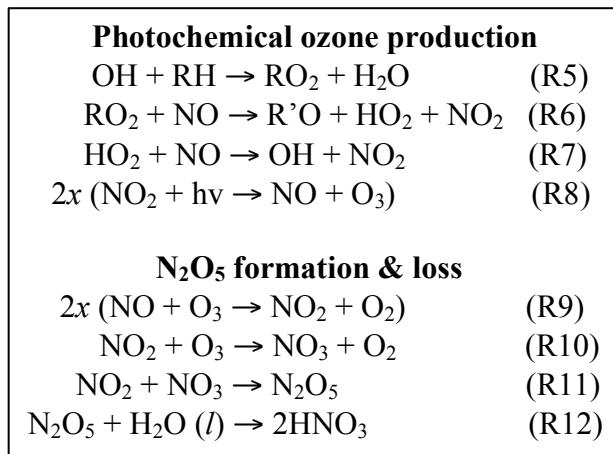 Photochemical ozone production
OH + RH → RO₂ + H₂O (R5)
RO₂ + NO → R’O + HO₂ + NO₂ (R6)
HO₂ + NO → OH + NO₂ (R7)
2x (NO₂ + hv → NO + O₃) (R8)
N₂O₅ formation & loss
2x (NO + O₃ → NO₂ + O₂) (R9)
NO₂ + O₃ → NO₃ + O₂ (R10)
NO₂ + NO₃ → N₂O₅ (R11)
N₂O₅ + H₂O (l) → 2HNO₃ (R12)